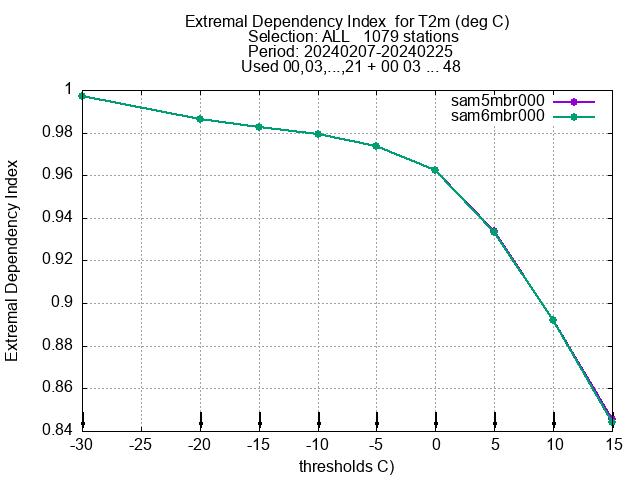 Extremal Dependency Index  for T2m (deg C)
Selection: ALL   1079 stations
Period: 20240207-20240225
Used 00,03,...,21 + 00 03 ... 48
sam5mbr000
sam6mbr000
Extremal Dependency Index
1
0.98
0.96
0.94
0.92
0.9
0.88
0.86
0.84
-30 -25 -20 -15 -10 -5 0 5 10 15
thresholds C)